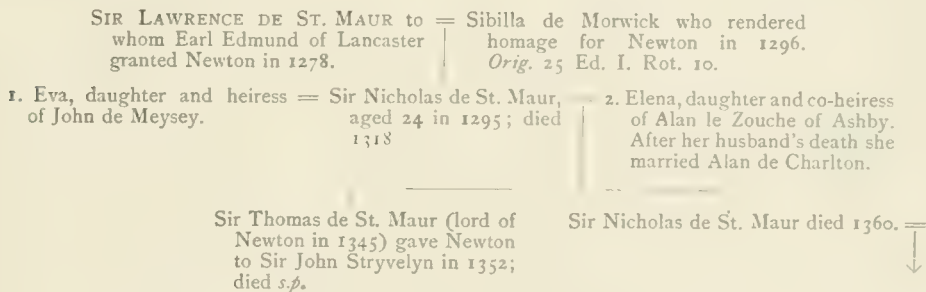 SIR LAWRENCE DE ST. MAUR to = Sibilla de Morwick who rendered
whom Earl Edmund of Lancaster homage for Newton in 1296.
granted Newton in 1278. Orig. 25 Ed. I. Rot. 10.
1. Eva, daughter and heiress = Sir Nicholas de St. Maur, 2. Elena, daughter and co-heiress
of John de Meysey. aged 24 in 1295; died of Alan le Zouche of Ashby.
1318 After her husband's death she
married Alan de Charlton.
Sir Thomas de St. Maur (lord of Sir Nicholas de St. Maur died 1360. =
Newton in 1345) gave Newton
to Sir John Stryvelyn in 1352;
died s.p.